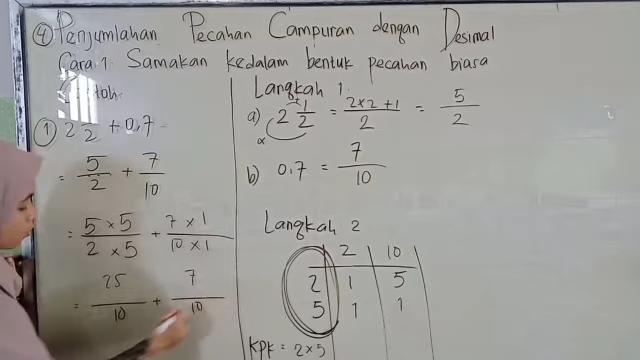 ④ Penjumlahan Pecahan Campuran dengan Desimal
Cara 1. Samakan kedalam bentuk pecahan biasa
① 2 1/2 + 0,7
= 5/2 + 7/10
= 5 × 5 / 2 × 5 + 7 × 1 / 10 × 1
= 25/10 + 7/10
Langkah 1.
a) 2 1/2 = 2×2 +1 / 2 = 5/2
× +
b) 0,7 = 7/10
Langkah 2
2 10
2 1 5
5 1 1
KPK = 2×5